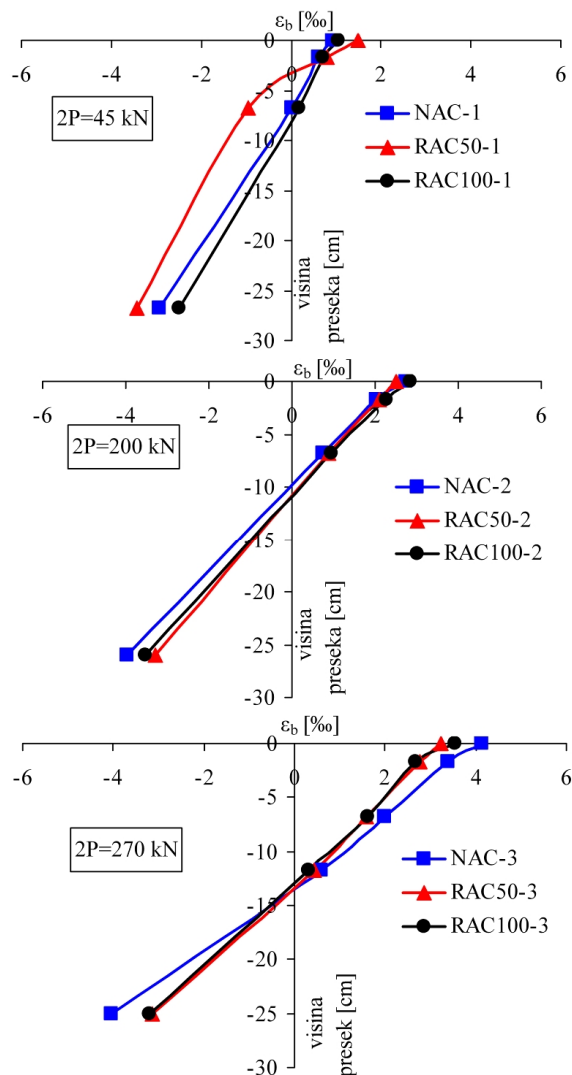 ε_b [‰]
-6 -4 -2 0 2 4 6
0
-5
2P=45 kN
NAC-1
RAC50-1
-10
RAC100-1
-15
-20
-25
-30
visina
preseka [cm]
ε_b [‰]
-6 -4 -2 0 2 4 6
0
-5
2P=200 kN
-10
NAC-2
RAC50-2
-15
RAC100-2
-20
-25
-30
visina
preseka [cm]
ε_b [‰]
-6 -4 -2 0 2 4 6
0
-5
2P=270 kN
-10
NAC-3
RAC50-3
-15
RAC100-3
-20
-25
-30
visina
presek [cm]